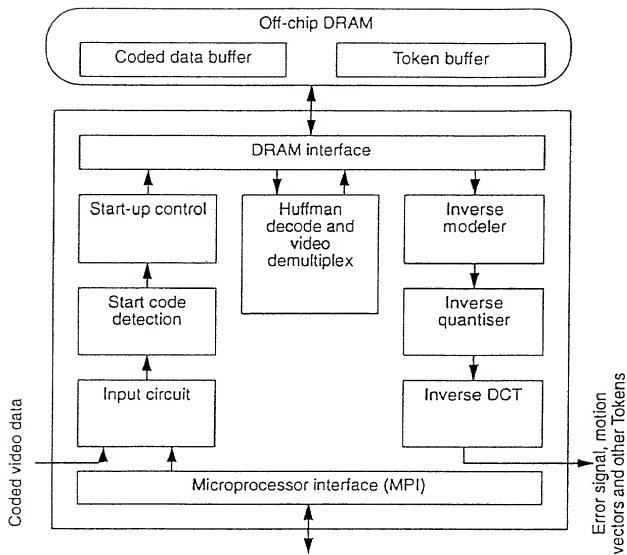 Off-chip DRAM
Coded data buffer
Token buffer
DRAM interface
Start-up control
Huffman
decode and
video
demultiplex
Inverse
modeler
Start code
detection
Inverse
quantiser
Input circuit
Inverse DCT
Coded video data
Error signal, motion
vectors and other Tokens
Microprocessor interface (MPI)